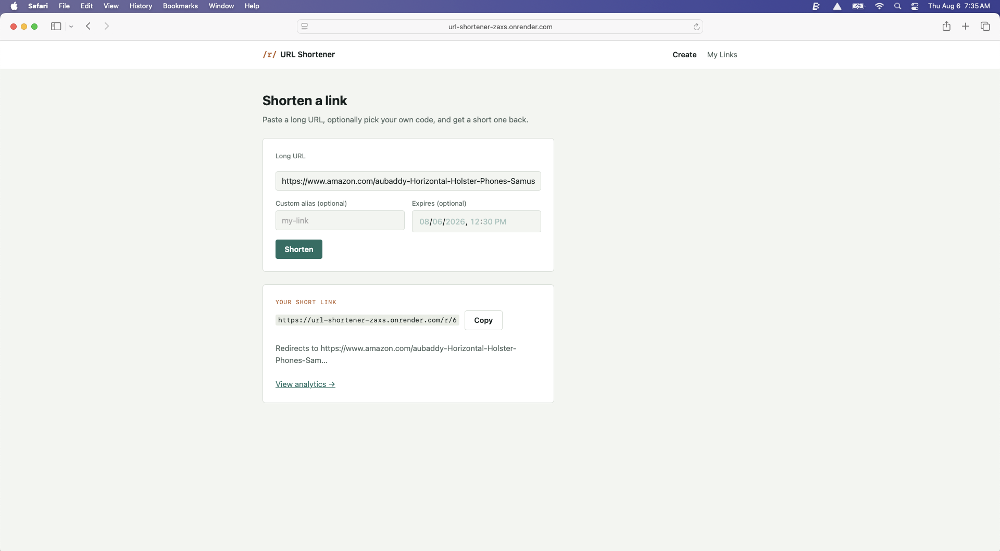 Safari File Edit View History Bookmarks Window Help Thu Aug 6 7:35 AM
url-shortener-zaxs.onrender.com
/r/ URL Shortener Create My Links
Shorten a link
Paste a long URL, optionally pick your own code, and get a short one back.
Long URL
https://www.amazon.com/aubaddy-Horizontal-Holster-Phones-Samus
Custom alias (optional) Expires (optional)
my-link 08/06/2026, 12:30 PM
Shorten
YOUR SHORT LINK
https://url-shortener-zaxs.onrender.com/r/6 Copy
Redirects to https://www.amazon.com/aubaddy-Horizontal-Holster-
Phones-Sam...
View analytics →